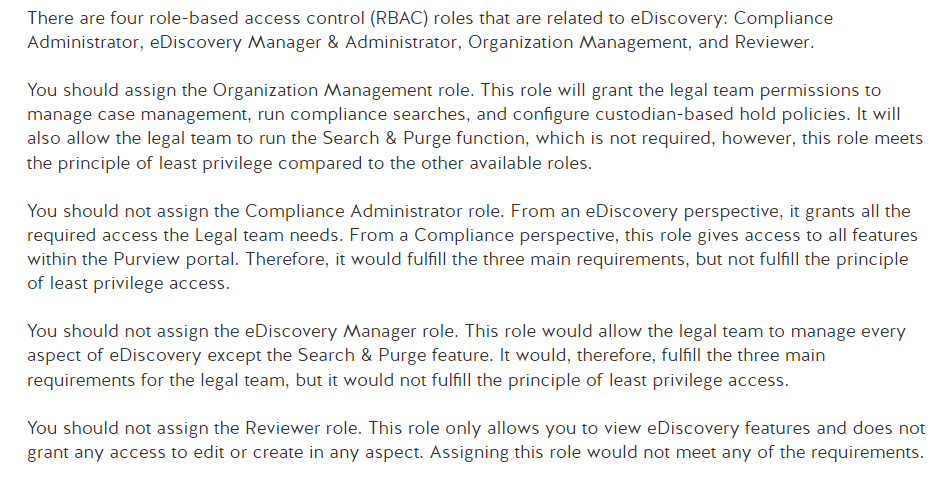 There are four role-based access control (RBAC) roles that are related to eDiscovery: Compliance
Administrator, eDiscovery Manager & Administrator, Organization Management, and Reviewer.
You should assign the Organization Management role. This role will grant the legal team permissions to
manage case management, run compliance searches, and configure custodian-based hold policies. It will
also allow the legal team to run the Search & Purge function, which is not required, however, this role meets
the principle of least privilege compared to the other available roles.
You should not assign the Compliance Administrator role. From an eDiscovery perspective, it grants all the
required access the Legal team needs. From a Compliance perspective, this role gives access to all features
within the Purview portal. Therefore, it would fulfill the three main requirements, but not fulfill the principle
of least privilege access.
You should not assign the eDiscovery Manager role. This role would allow the legal team to manage every
aspect of eDiscovery except the Search & Purge feature. It would, therefore, fulfill the three main
requirements for the legal team, but it would not fulfill the principle of least privilege access.
You should not assign the Reviewer role. This role only allows you to view eDiscovery features and does not
grant any access to edit or create in any aspect. Assigning this role would not meet any of the requirements.